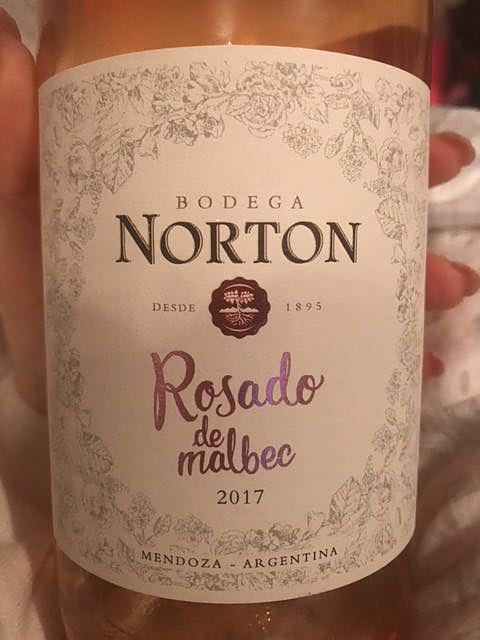 BODEGA
NORTON
DESDE 1895
Rosado
de
malbec
2017
MENDOZA - ARGENTINA